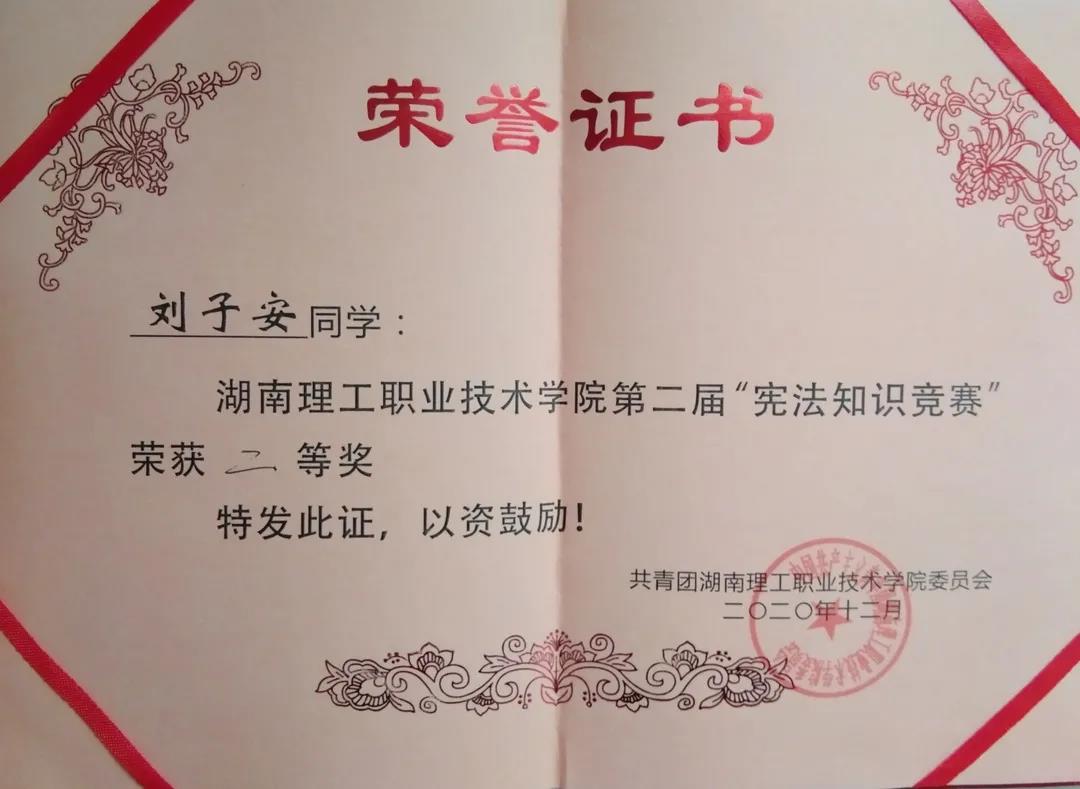 荣誉证书
刘子安同学：
湖南理工职业技术学院第二届“宪法知识竞赛”
荣获 二 等奖
特发此证，以资鼓励！
共青团湖南理工职业技术学院委员会
二〇二〇年十二月